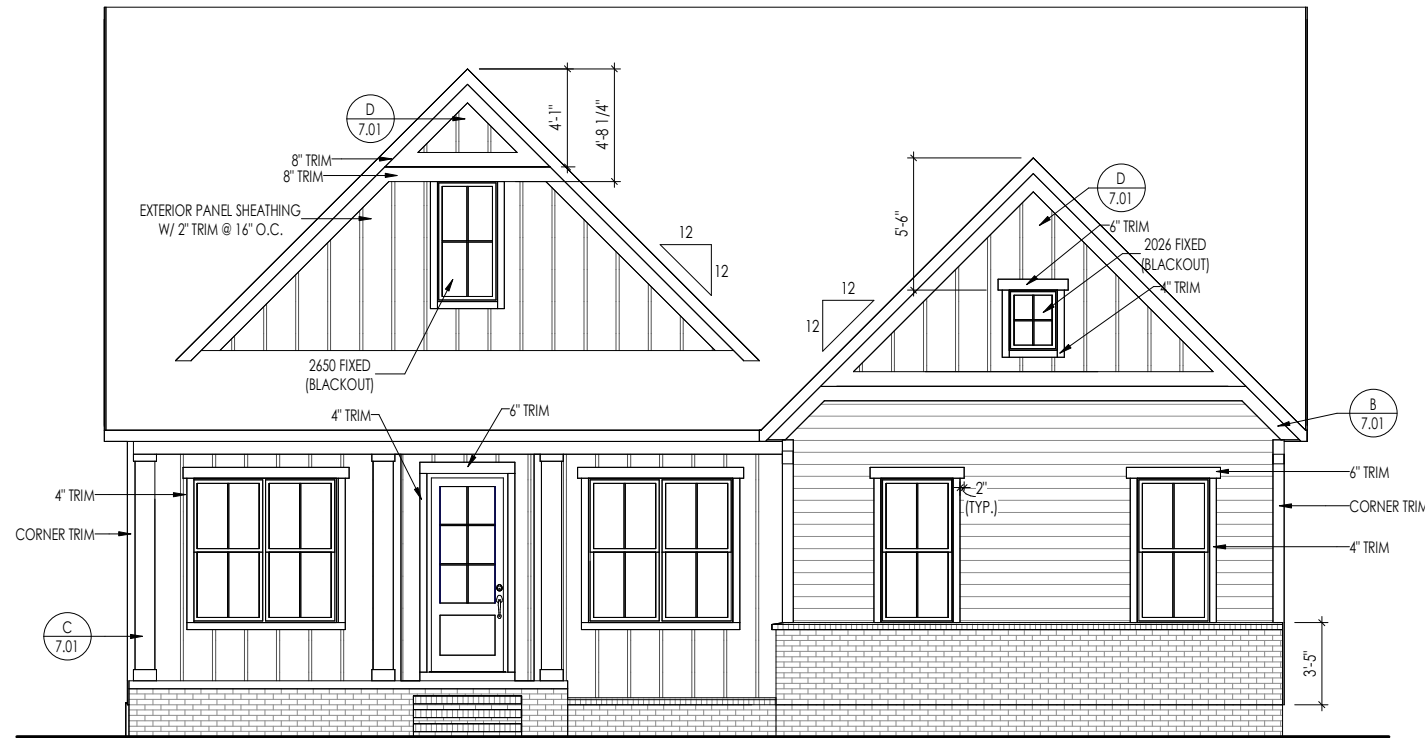 D
7.01
4'-1"
4'-8 1/4"
8" TRIM
8" TRIM
EXTERIOR PANEL SHEATHING
W/ 2" TRIM @ 16" O.C.
12
12
2650 FIXED
(BLACKOUT)
D
7.01
5'-6"
6" TRIM
2026 FIXED
(BLACKOUT)
4" TRIM
12
12
B
7.01
4" TRIM
6" TRIM
4" TRIM
CORNER TRIM
C
7.01
2"
(TYP.)
6" TRIM
CORNER TRIM
4" TRIM
3'-5"